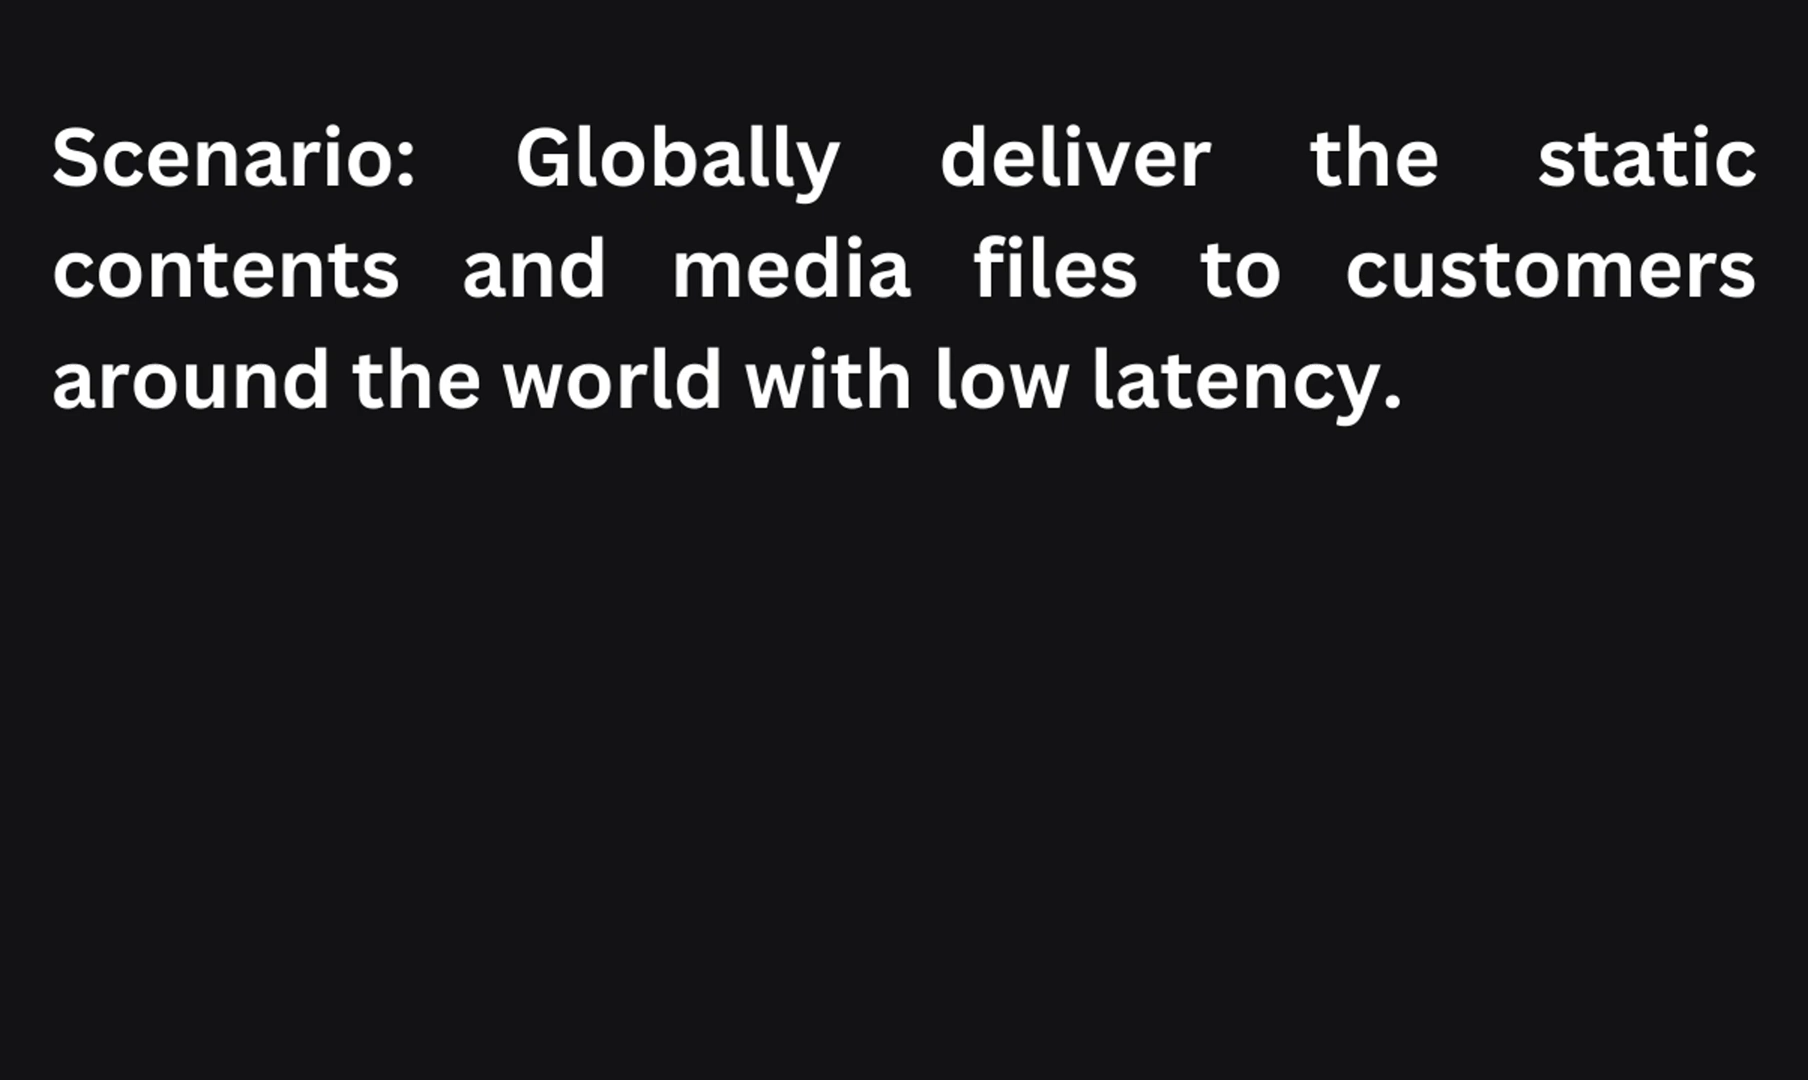 Scenario: Globally deliver the static
contents and media files to customers
around the world with low latency.